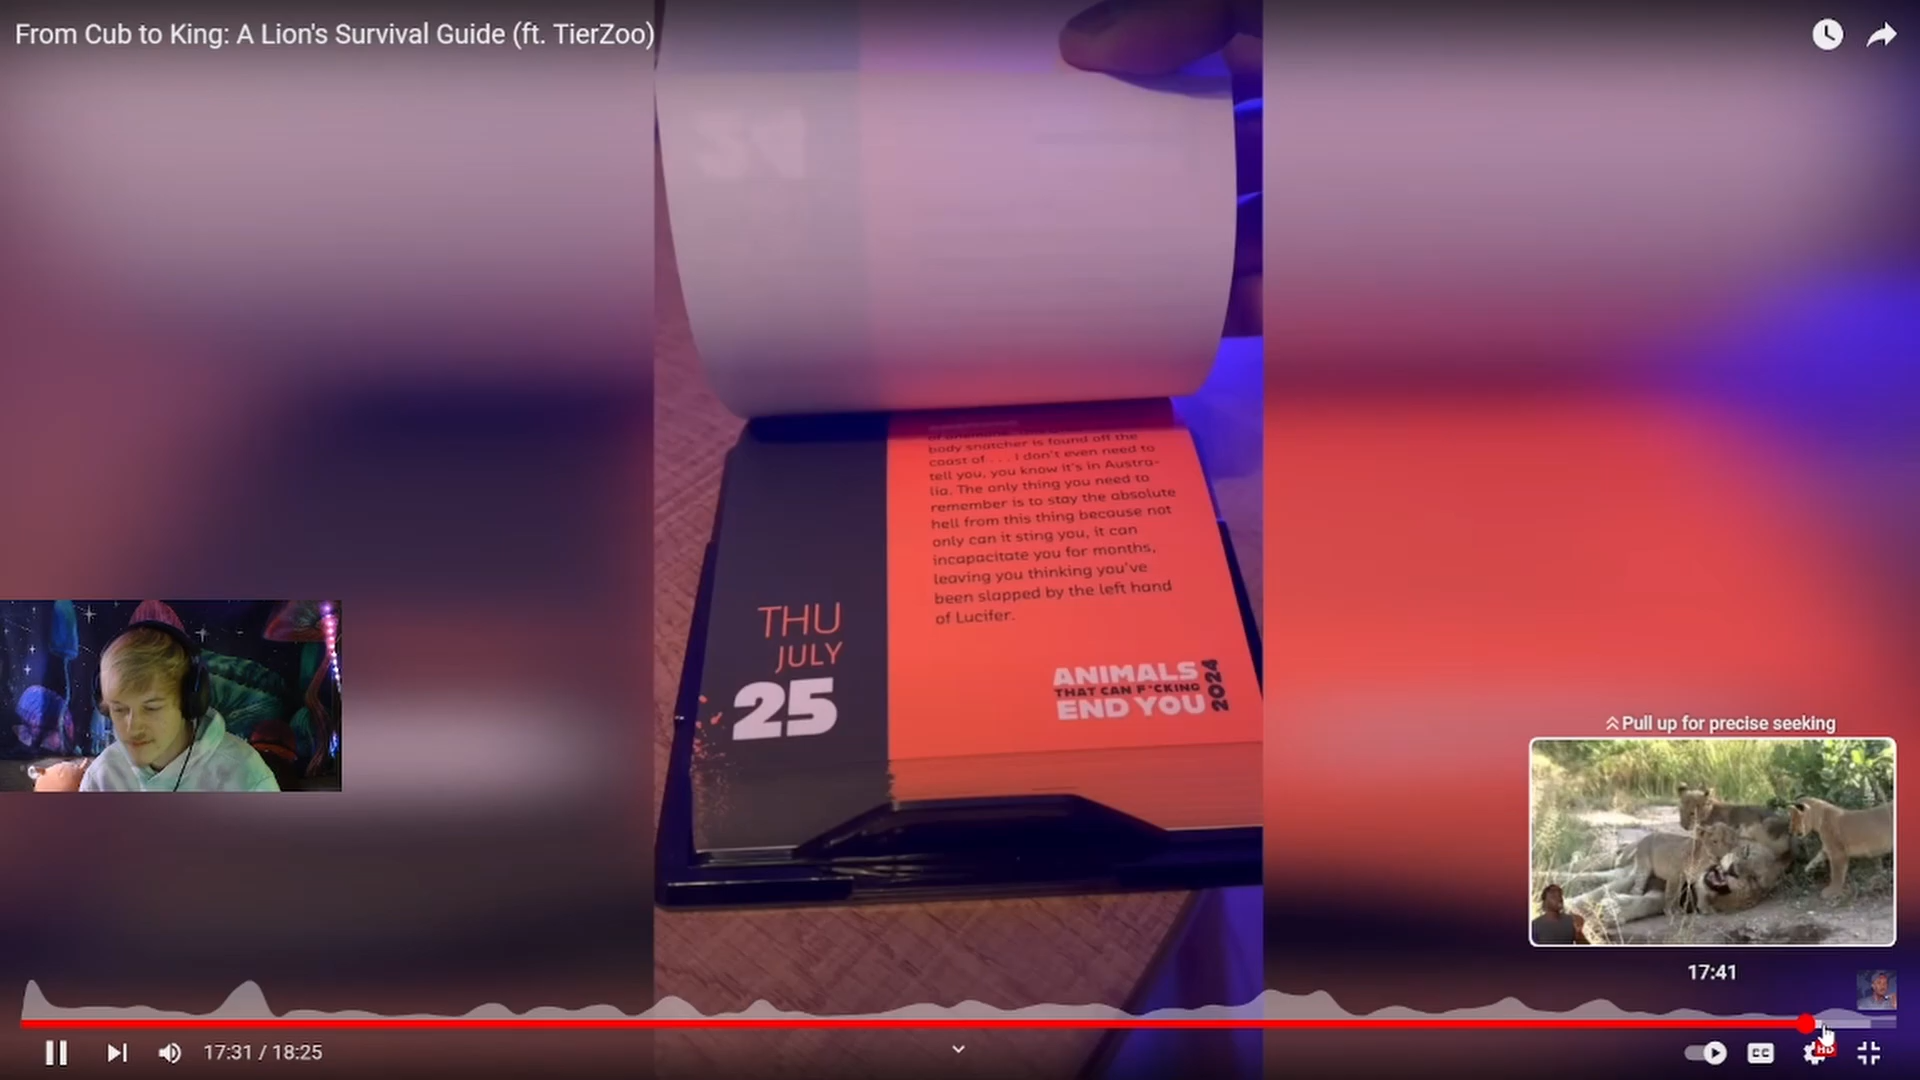 From Cub to King: A Lion's Survival Guide (ft. TierZoo)
body snatcher is found off the
coast of . . . I don't even need to
tell you, you know it's in Austra-
lia. The only thing you need to
remember is to stay the absolute
hell from this thing because not
only can it sting you, it can
incapacitate you for months,
leaving you thinking you've
been slapped by the left hand
of Lucifer.
THU
JULY
25
ANIMALS
THAT CAN F*CKING
END YOU
2024
Pull up for precise seeking
17:41
17:31 / 18:25
CC
HD